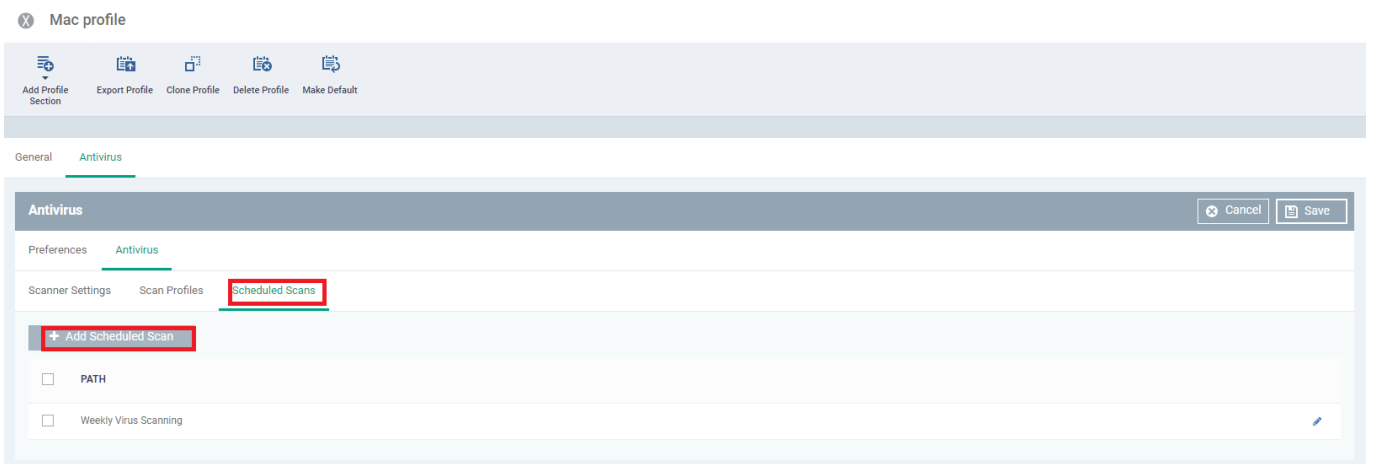 Mac profile
Add Profile
Section
Export Profile
Clone Profile
Delete Profile
Make Default
General
Antivirus
Antivirus
Cancel
Save
Preferences
Antivirus
Scanner Settings
Scan Profiles
Scheduled Scans
+ Add Scheduled Scan
PATH
Weekly Virus Scanning